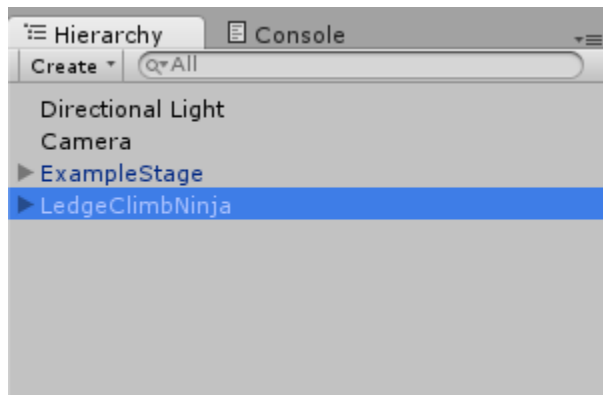 Hierarchy Console
Create All
Directional Light
Camera
ExampleStage
LedgeClimbNinja